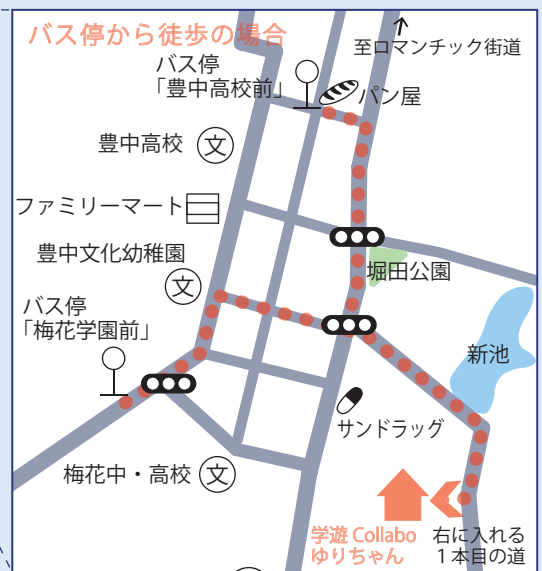 バス停から徒歩の場合
至ロマンチック街道
バス停
「豊中高校前」
パン屋
豊中高校
文
ファミリーマート
豊中文化幼稚園
文
堀田公園
バス停
「梅花学園前」
新池
サンドラッグ
梅花中・高校
文
学遊 Collabo
ゆりちゃん
右に入れる
１本目の道